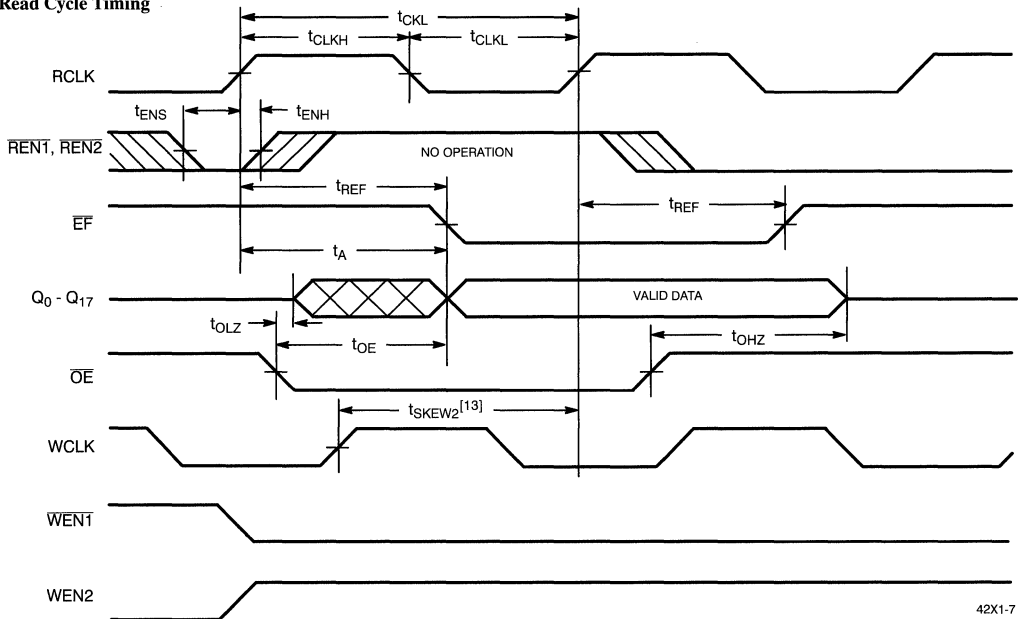 Read Cycle Timing
tCKL
tCLKH tCLKL
RCLK
tENS tENH
REN1, REN2
NO OPERATION
tREF
tREF
EF
tA
Q0 - Q17
VALID DATA
tOLZ
tOE
tOHZ
OE
tSKEW2[13]
WCLK
WEN1
WEN2
42X1-7